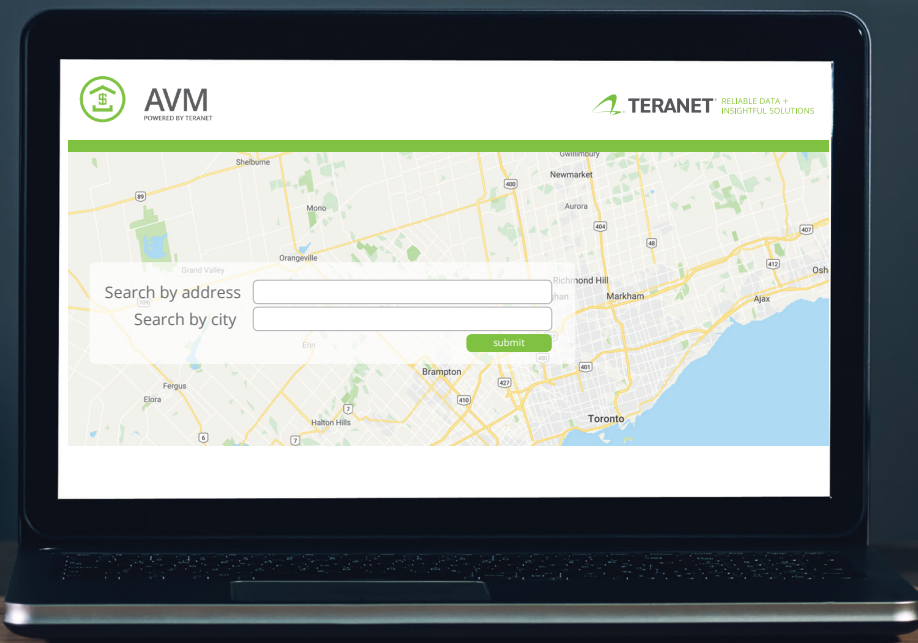 AVM
POWERED BY TERANET
TERANET
RELIABLE DATA +
INSIGHTFUL SOLUTIONS
Shelburne
Gwillimbury
Newmarket
400
89
Mono
Aurora
404
407
48
Orangeville
412
Grand Valley
Osh
Richmond Hill
Search by address
Markham
Ajax
109
Search by city
submit
Erin
401
401
Brampton
427
Fergus
Elora
410
7
Toronto
Halton Hills
6
7